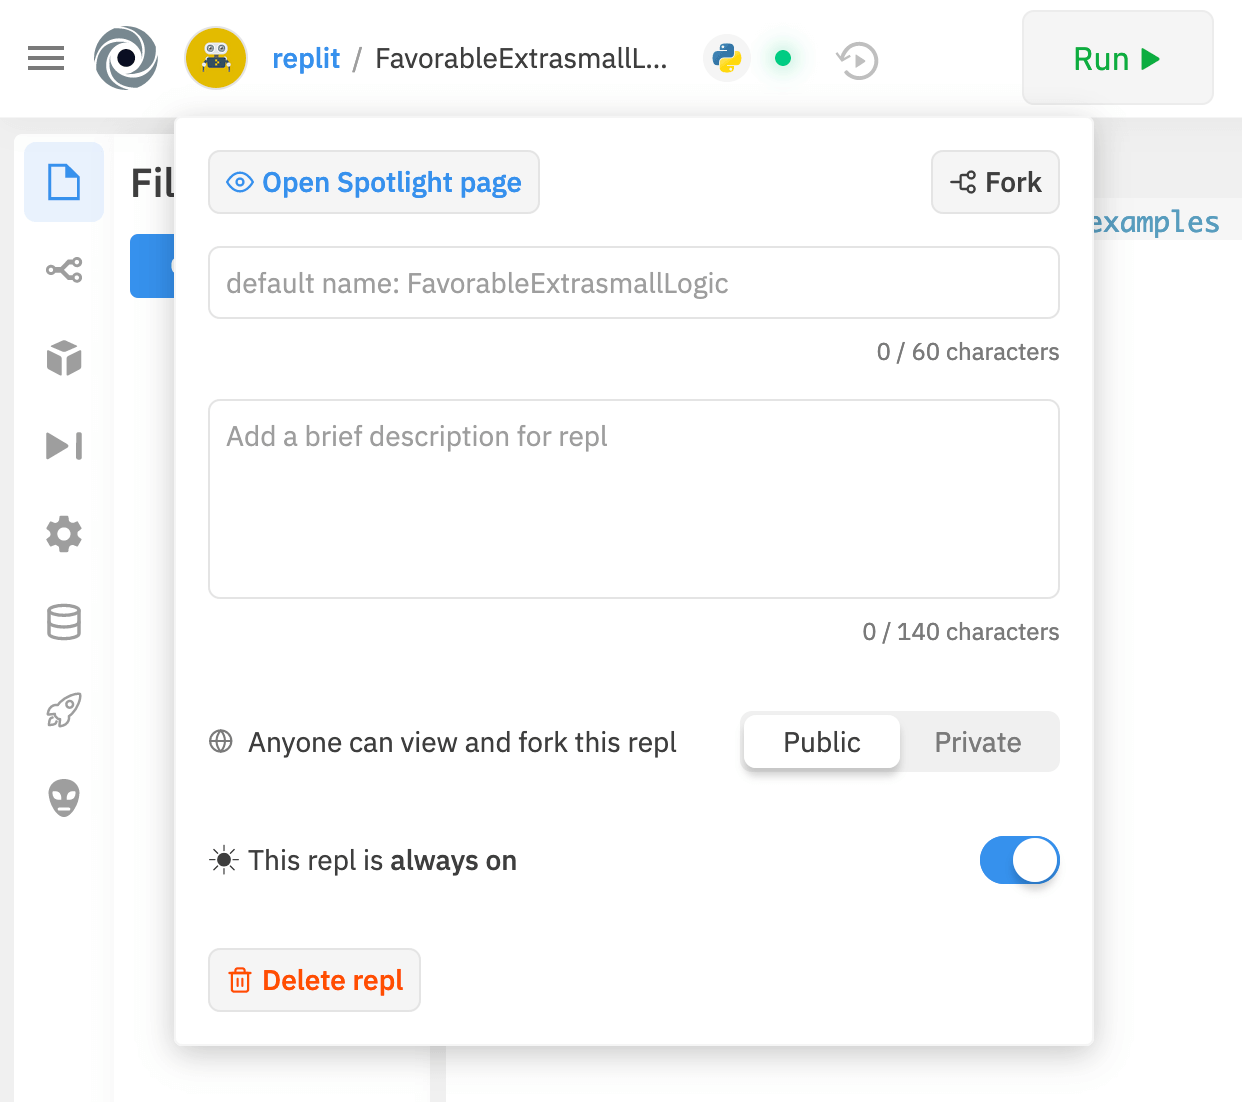 replit / FavorableExtrasmallL...
Run
Fil
Open Spotlight page
Fork
examples
default name: FavorableExtrasmallLogic
0 / 60 characters
Add a brief description for repl
0 / 140 characters
Anyone can view and fork this repl
Public
Private
This repl is always on
Delete repl